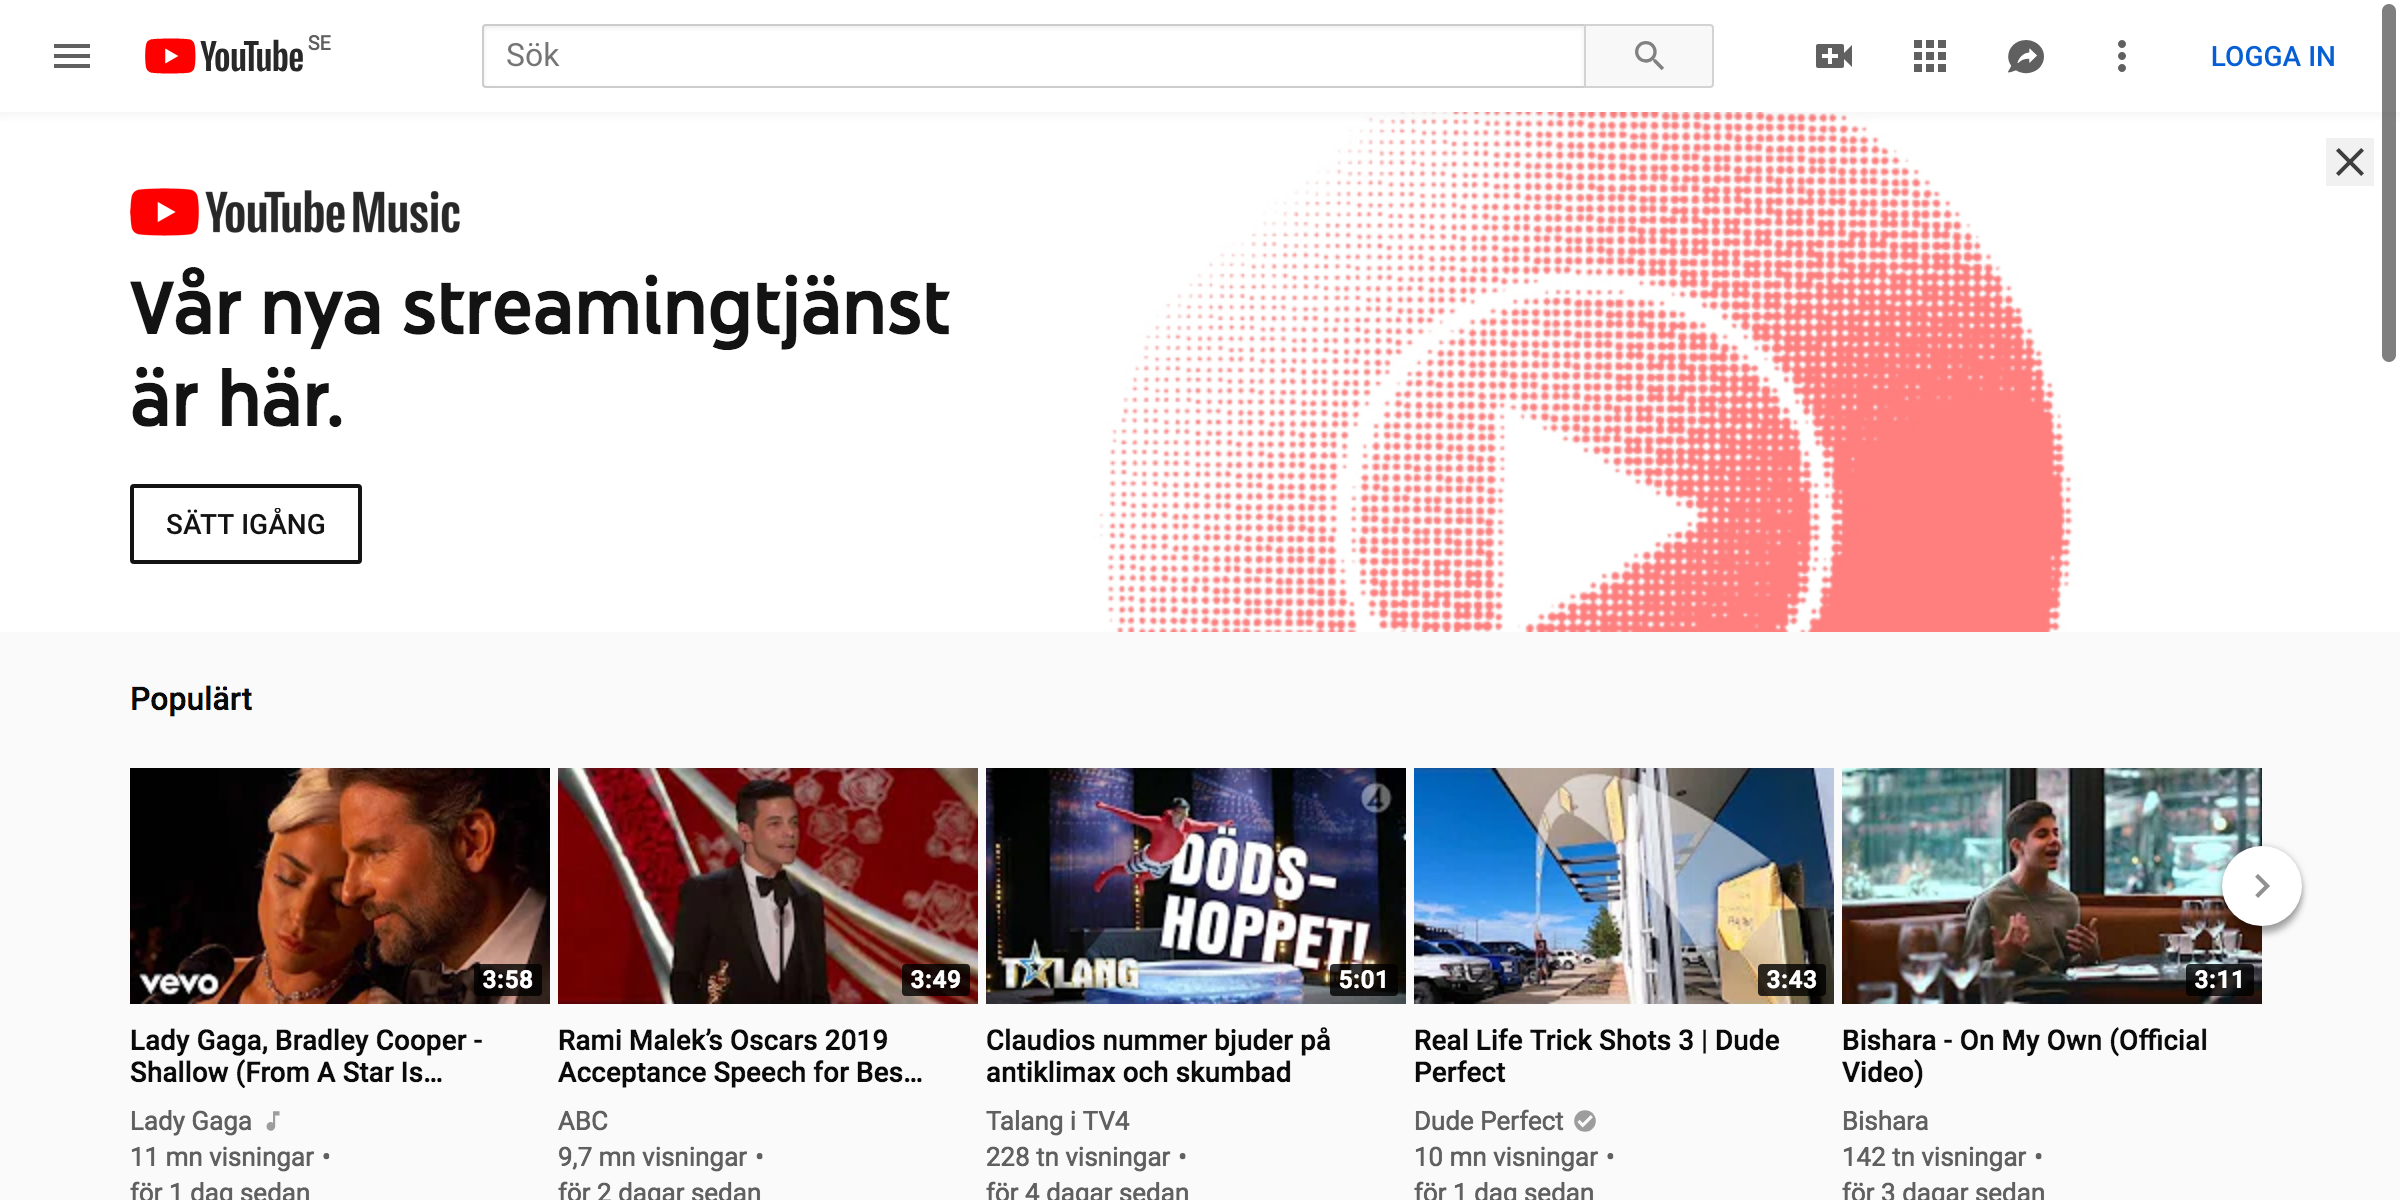 YouTube SE
Sök
LOGGA IN
YouTube Music
Vår nya streamingtjänst
är här.
SÄTT IGÅNG
Populärt
vevo
3:58
3:49
4
DÖDS-
HOPPET!
TALANG
5:01
3:43
3:11
Lady Gaga, Bradley Cooper -
Shallow (From A Star Is...
Lady Gaga
11 mn visningar •
för 1 dag sedan
Rami Malek’s Oscars 2019
Acceptance Speech for Bes...
ABC
9,7 mn visningar •
för 2 dagar sedan
Claudios nummer bjuder på
antiklimax och skumbad
Talang i TV4
228 tn visningar •
för 4 dagar sedan
Real Life Trick Shots 3 | Dude
Perfect
Dude Perfect
10 mn visningar •
för 1 dag sedan
Bishara - On My Own (Official
Video)
Bishara
142 tn visningar •
för 3 dagar sedan